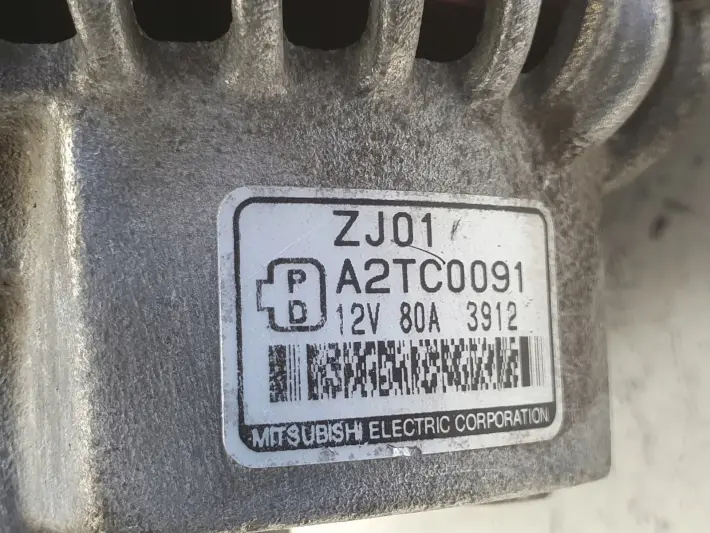 ZJ01
A2TC0091
P
D
12V 80A 3912
MITSUBISHI ELECTRIC CORPORATION